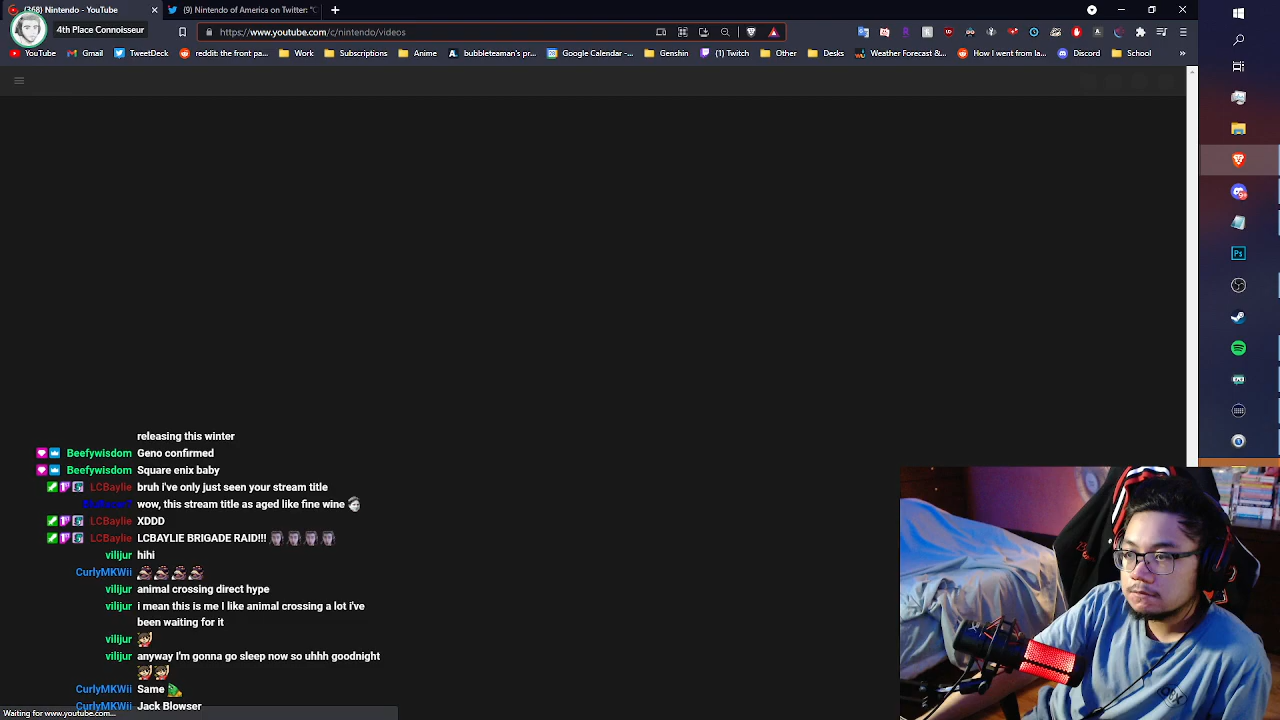 (368) Nintendo - YouTube
(9) Nintendo of America on Twitter: "C
4th Place Connoisseur
https://www.youtube.com/c/nintendo/videos
YouTube
Gmail
TweetDeck
reddit the front pa...
Work
Subscriptions
Anime
bubbleteaman's pr...
Google Calendar -...
Genshin
(1) Twitch
Other
Desks
Weather Forecast &...
How I went from la...
Discord
School
releasing this winter
Beefywisdom Geno confirmed
Beefywisdom Square enix baby
LCBaylie bruh i've only just seen your stream title
wow, this stream title as aged like fine wine
LCBaylie XDDD
LCBaylie LCBAYLIE BRIGADE RAID!!!
vilijur hihi
CurlyMKWii
vilijur animal crossing direct hype
vilijur i mean this is me I like animal crossing a lot i've
been waiting for it
vilijur
vilijur anyway I'm gonna go sleep now so uhhh goodnight
CurlyMKWii Same
CurlyMKWii Jack Blowser
Waiting for www.youtube.com...
Ps